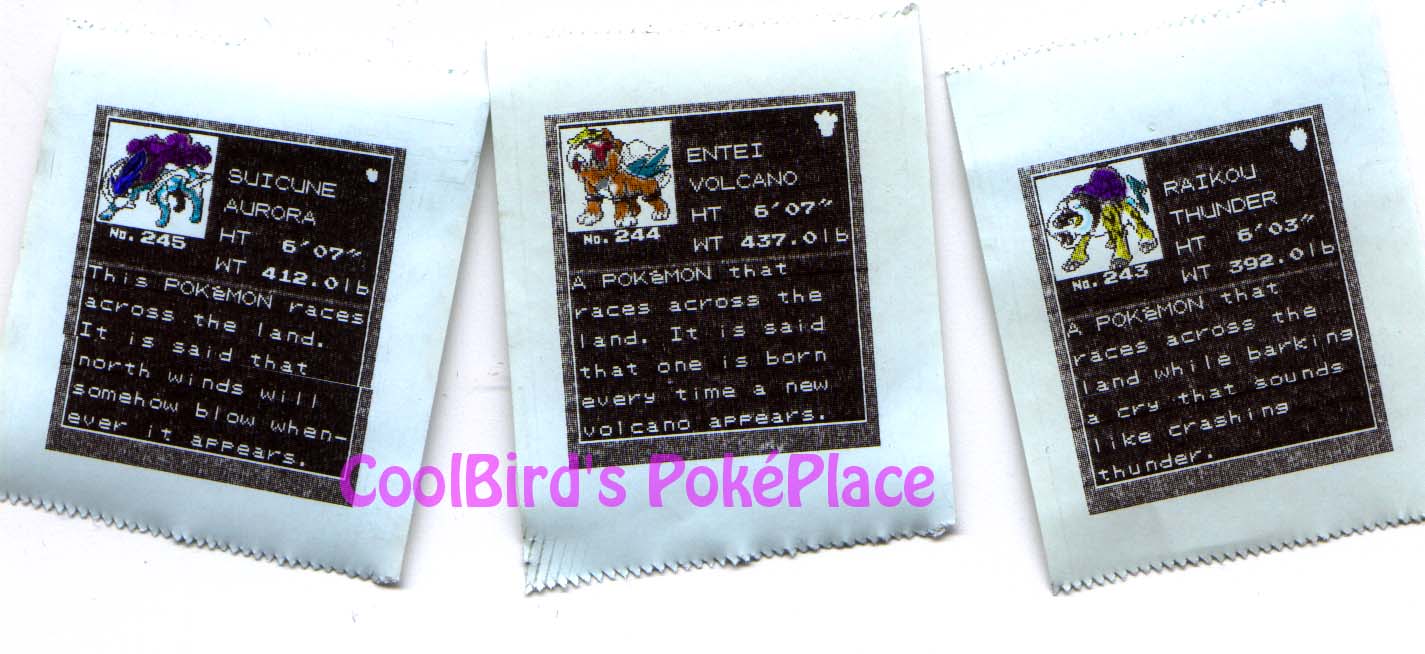 SUICUNE
AURORA
HT 6'07"
No. 245
WT 412.0lb
This POKéMON races
across the land.
It is said that
north winds will
somehow blow when-
ever it appears.
ENTEI
VOLCANO
HT 6'07"
No. 244
WT 437.0lb
A POKéMON that
races across the
land. It is said
that one is born
every time a new
volcano appears.
RAIKOU
THUNDER
HT 6'03"
No. 243
WT 392.0lb
A POKéMON that
races across the
land while barking
a cry that sounds
like crashing
thunder.
CoolBird's PokéPlace